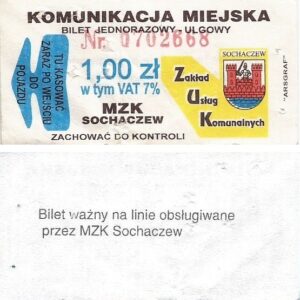 KOMUNIKACJA MIEJSKA
BILET JEDNORAZOWY - ULGOWY
Nr 0702668
TU KASOWAĆ
ZARAZ PO WEJŚCIU
DO
POJAZDU
1,00 zł
w tym VAT 7%
MZK
SOCHACZEW
ZACHOWAĆ DO KONTROLI
SOCHACZEW
Zakład
Usług
Komunalnych
"ARSGRAF"
Bilet ważny na linie obsługiwane
przez MZK Sochaczew